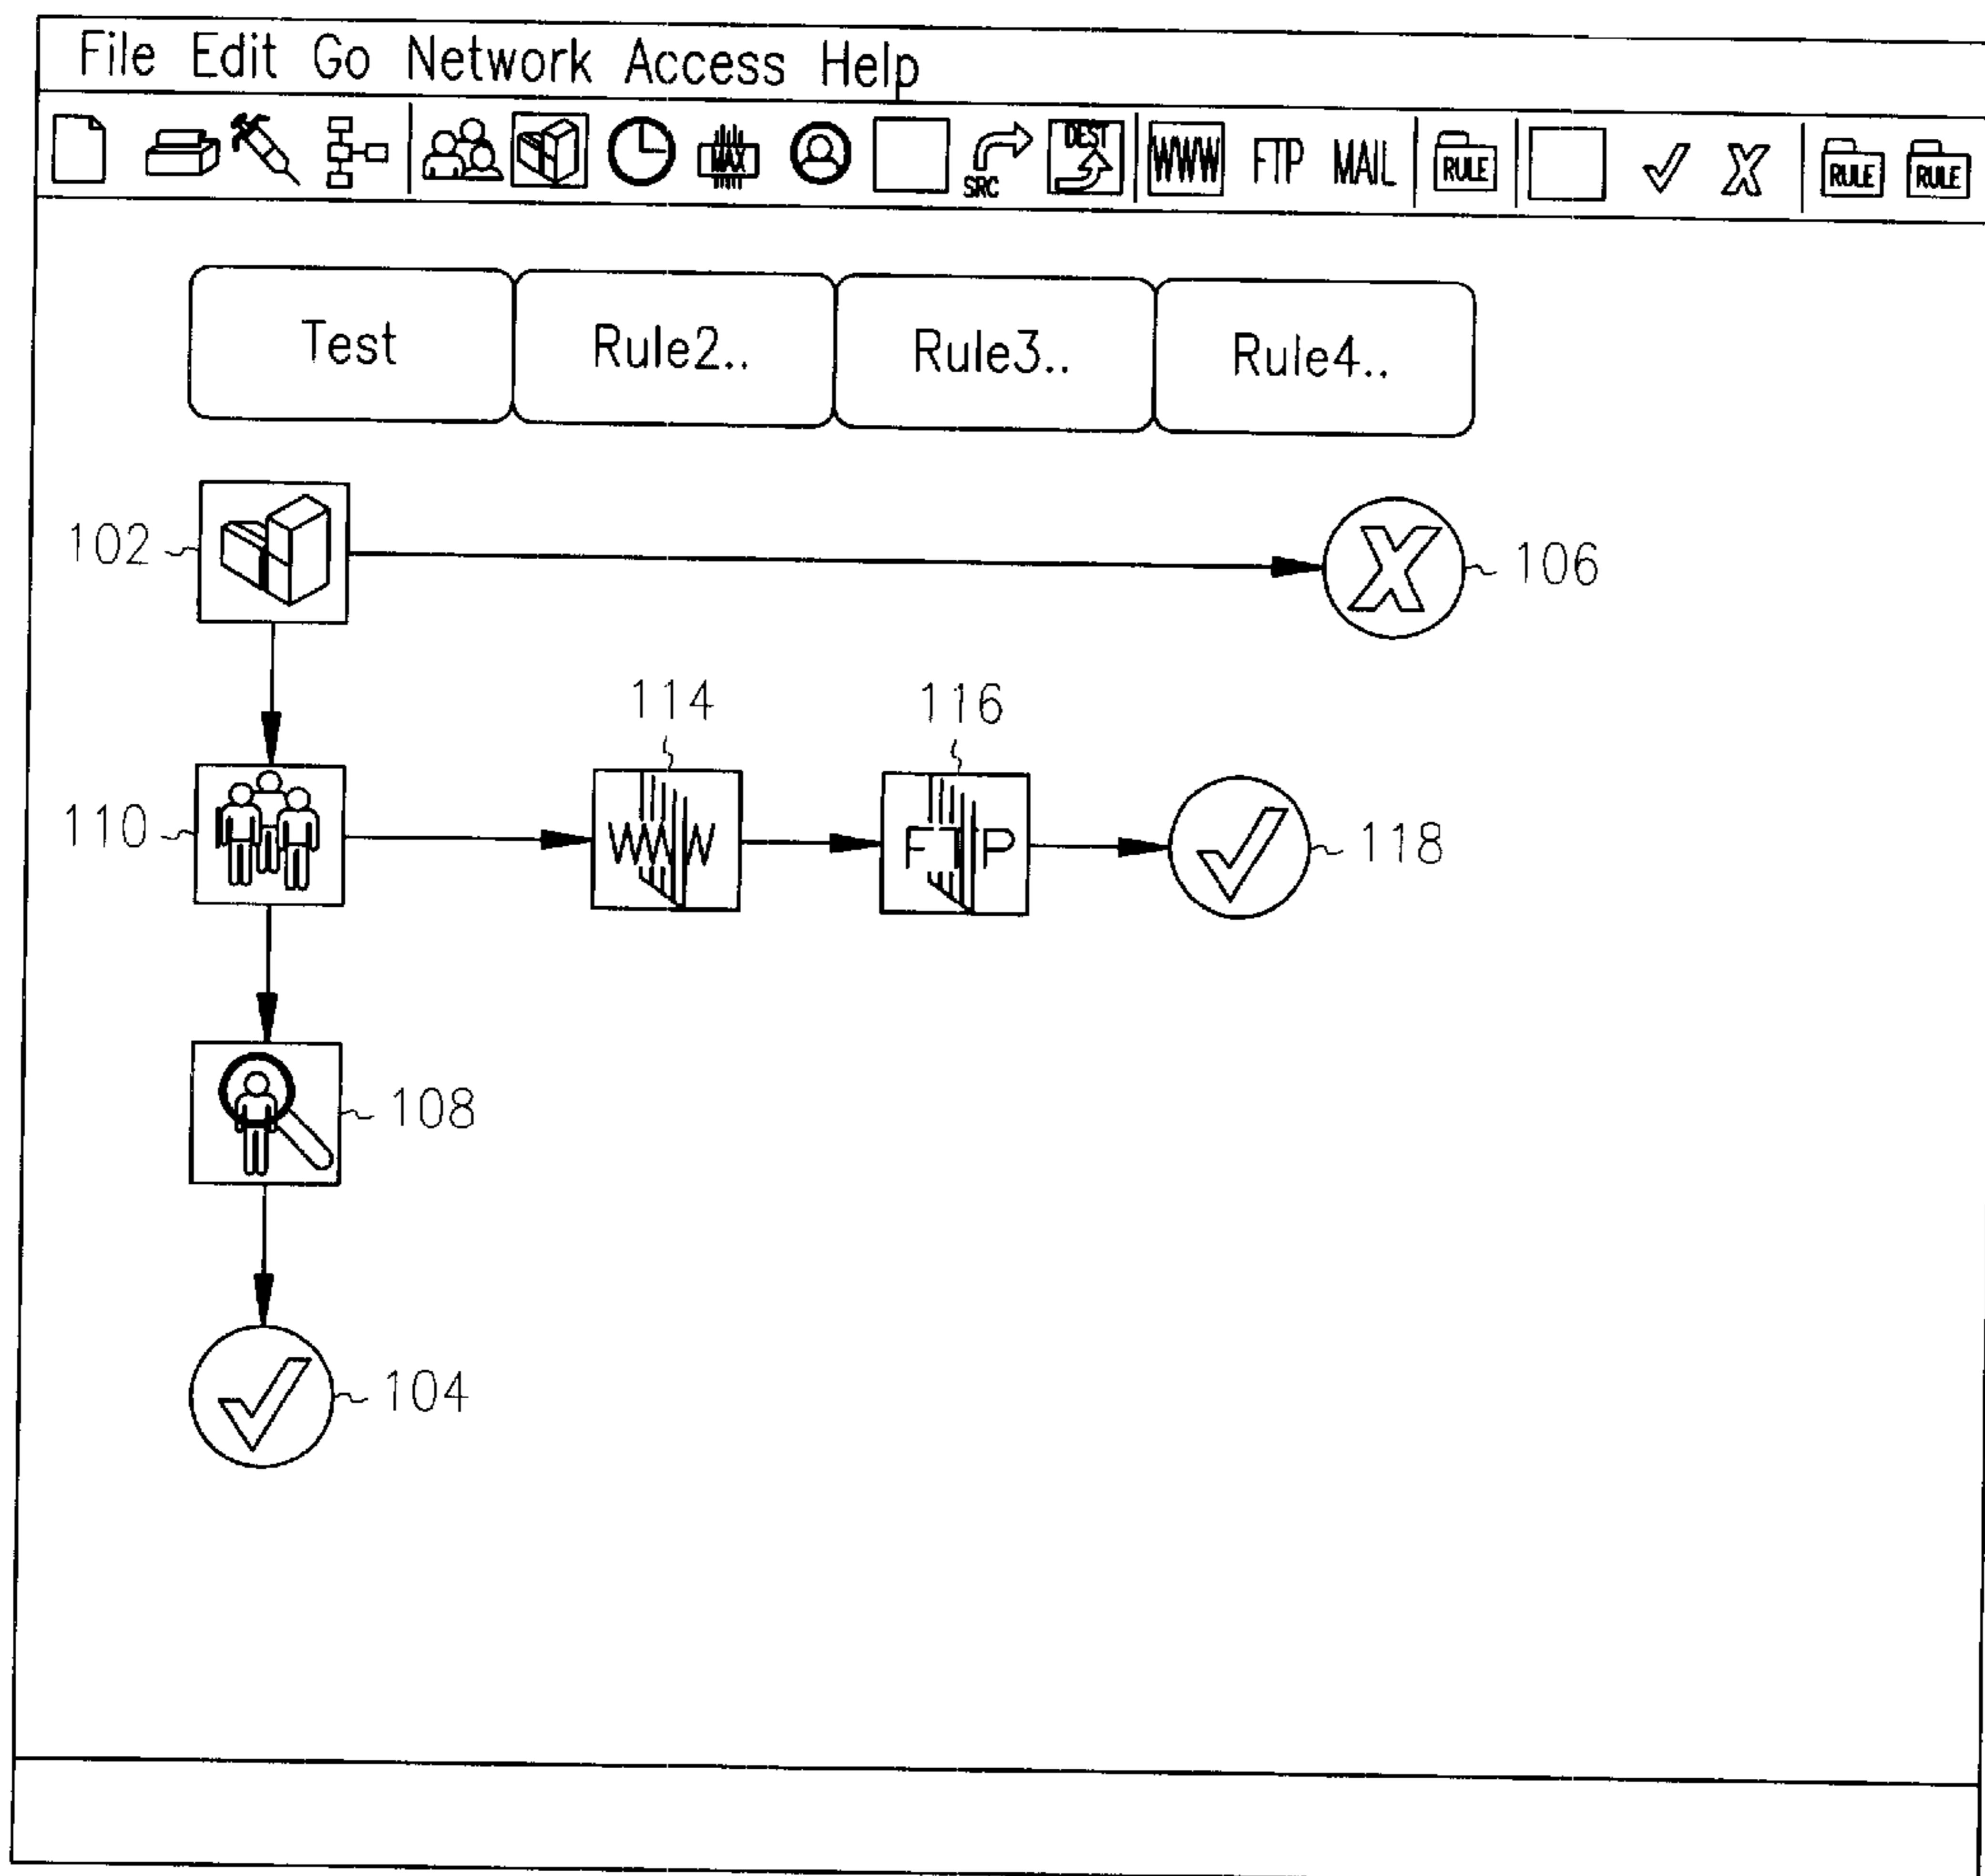 File Edit Go Network Access Help
MAX SRC DEST WWW FTP MAIL RULE X RULE RULE
Test Rule2.. Rule3.. Rule4..
102 X 106
114 116
110 WWW FTP 118
108
104